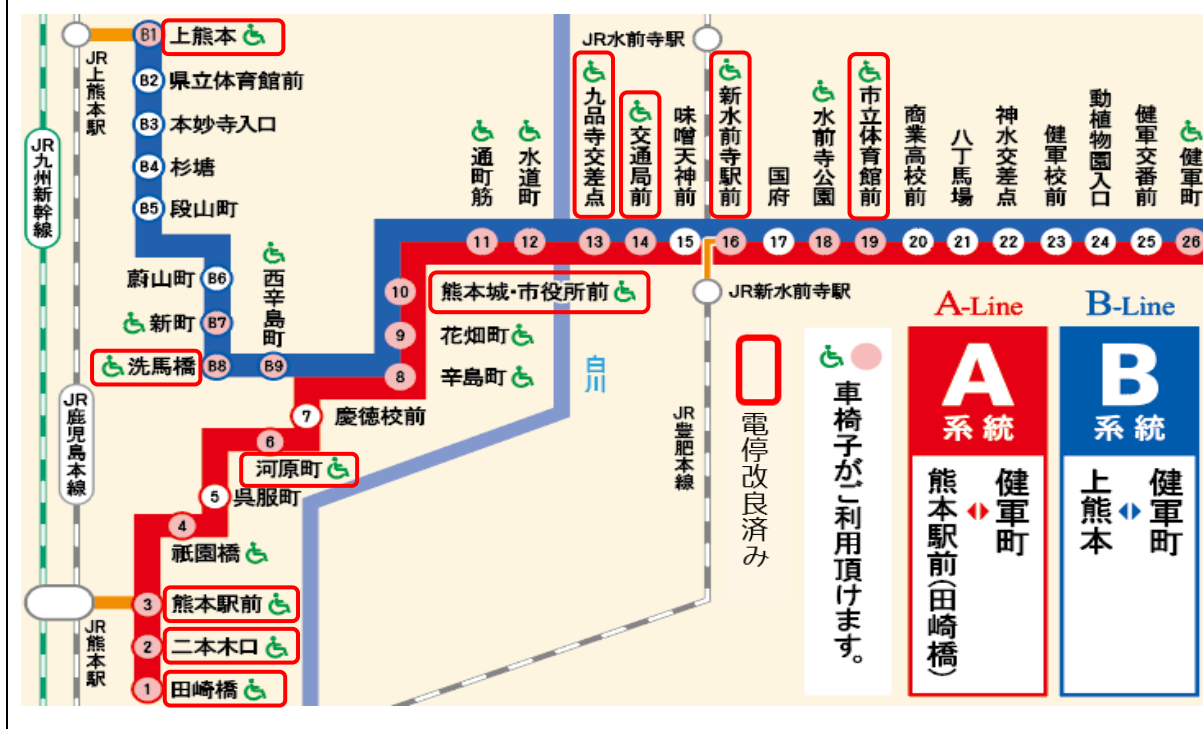 B1 上熊本
JR上熊本駅
B2 県立体育館前
B3 本妙寺入口
B4 杉塘
B5 段山町
JR九州新幹線
蔚山町 B6
新町 B7
洗馬橋 B8
西辛島町
B9
JR鹿児島本線
JR水前寺駅
通町筋
水道町
九品寺交差点
交通局前
味噌天神前
新水前寺駅前
国府
水前寺公園
市立体育館前
商業高校前
八丁馬場
神水交差点
健軍校前
動植物園入口
健軍交番前
健軍町
11 12 13 14 15 16 17 18 19 20 21 22 23 24 25 26
10 熊本城・市役所前
9 花畑町
8 辛島町
7 慶徳校前
6
河原町
5 呉服町
4
祇園橋
3 熊本駅前
JR熊本駅
2 二本木口
1 田崎橋
白川
JR新水前寺駅
JR豊肥本線
電停改良済み
車椅子がご利用頂けます。
A-Line
A
系統
健軍町
熊本駅前(田崎橋)
B-Line
B
系統
健軍町
上熊本